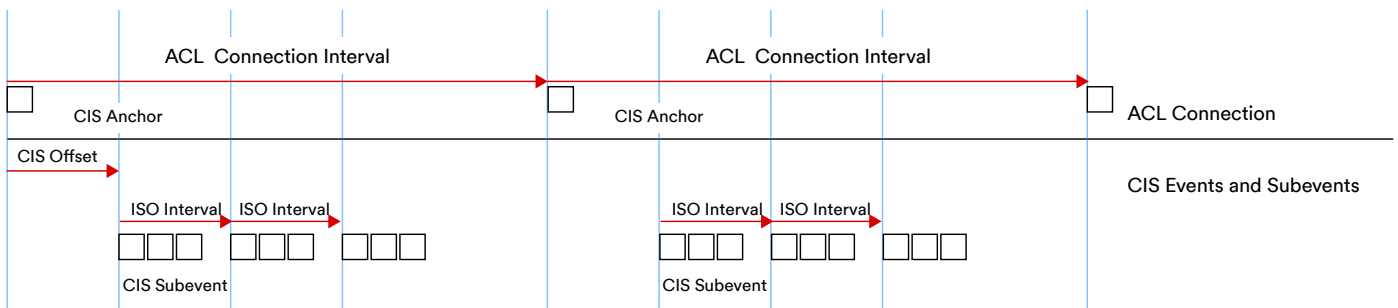 ACL  Connection Interval
ACL  Connection Interval
CIS Anchor
CIS Anchor
ACL Connection
CIS Offset
CIS Events and Subevents
ISO Interval
ISO Interval
ISO Interval
ISO Interval
CIS Subevent
CIS Subevent